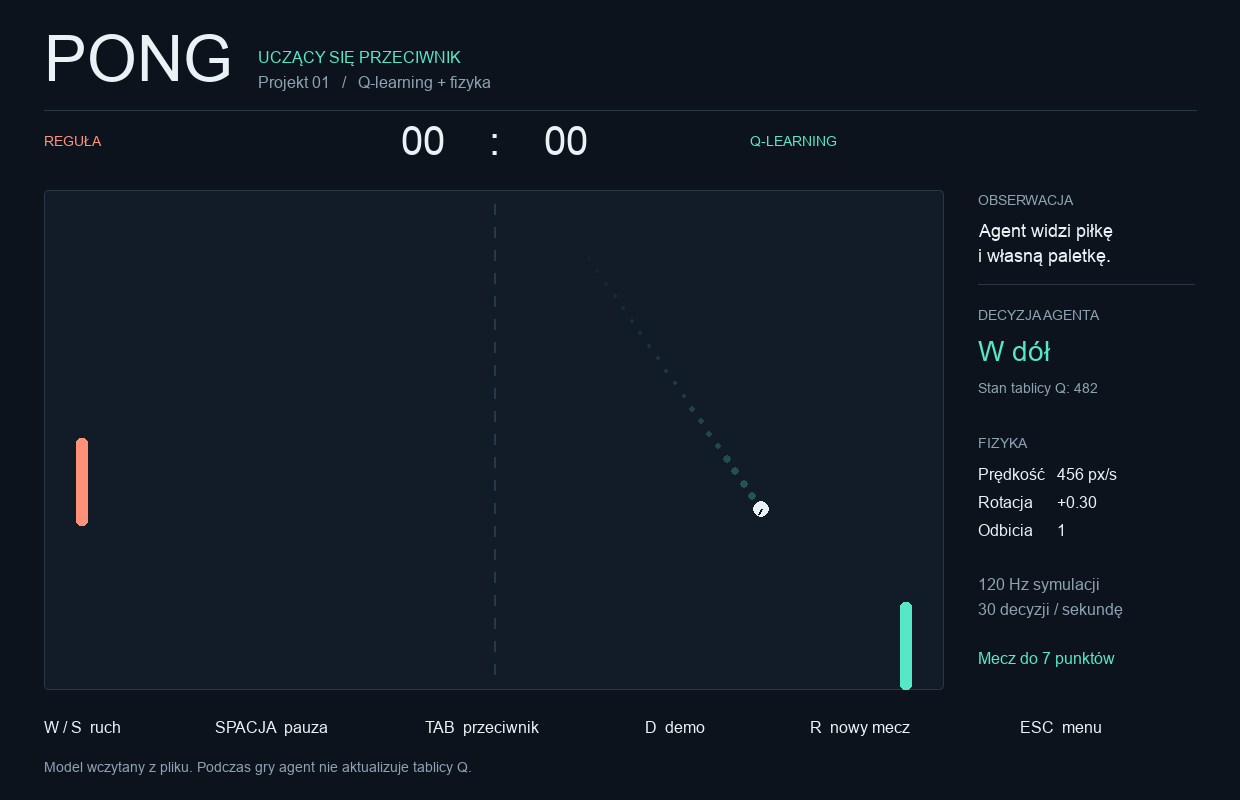 PONG
UCZĄCY SIĘ PRZECIWNIK
Projekt 01 / Q-learning + fizyka
REGUŁA 00 : 00 Q-LEARNING
OBSERWACJA
Agent widzi piłkę
i własną paletkę.
DECYZJA AGENTA
W dół
Stan tablicy Q: 482
FIZYKA
Prędkość 456 px/s
Rotacja +0.30
Odbicia 1
120 Hz symulacji
30 decyzji / sekundę
Mecz do 7 punktów
W / S ruch SPACJA pauza TAB przeciwnik D demo R nowy mecz ESC menu
Model wczytany z pliku. Podczas gry agent nie aktualizuje tablicy Q.